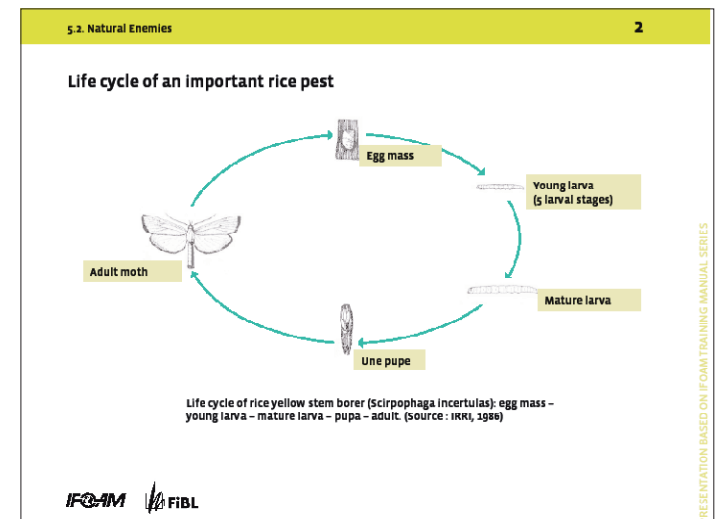 5.2. Natural Enemies
2
Life cycle of an important rice pest
Egg mass
Young larva
(5 larval stages)
Adult moth
Mature larva
Une pupe
Life cycle of rice yellow stem borer (Scirpophaga incertulas): egg mass –
young larva – mature larva – pupa – adult. (Source : IRRI, 1986)
IFOAM
FiBL
RESENTATION BASED ON IFOAM TRAINING MANUAL SERIES